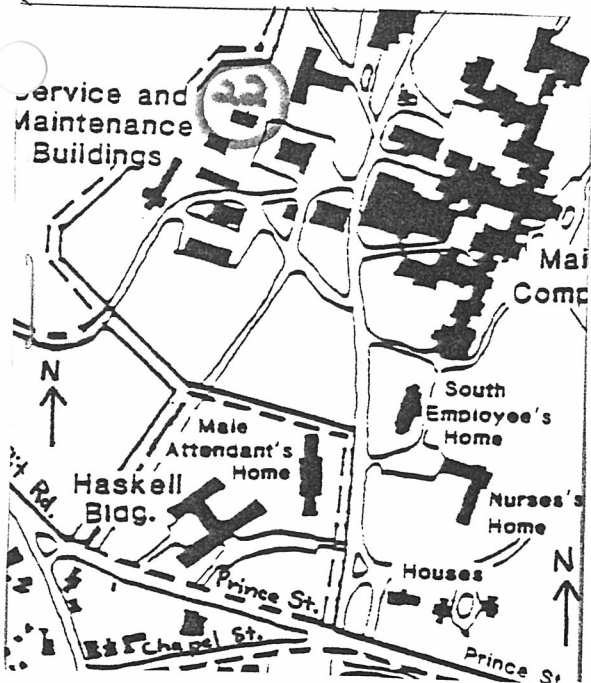 Service and
Maintenance
Buildings
Mai
Comp
N
South
Employee's
Home
Male
Attendant's
Home
Haskell
Bldg.
Rd.
Nurses's
Home
N
Houses
Prince St.
Chapel St.
Prince St